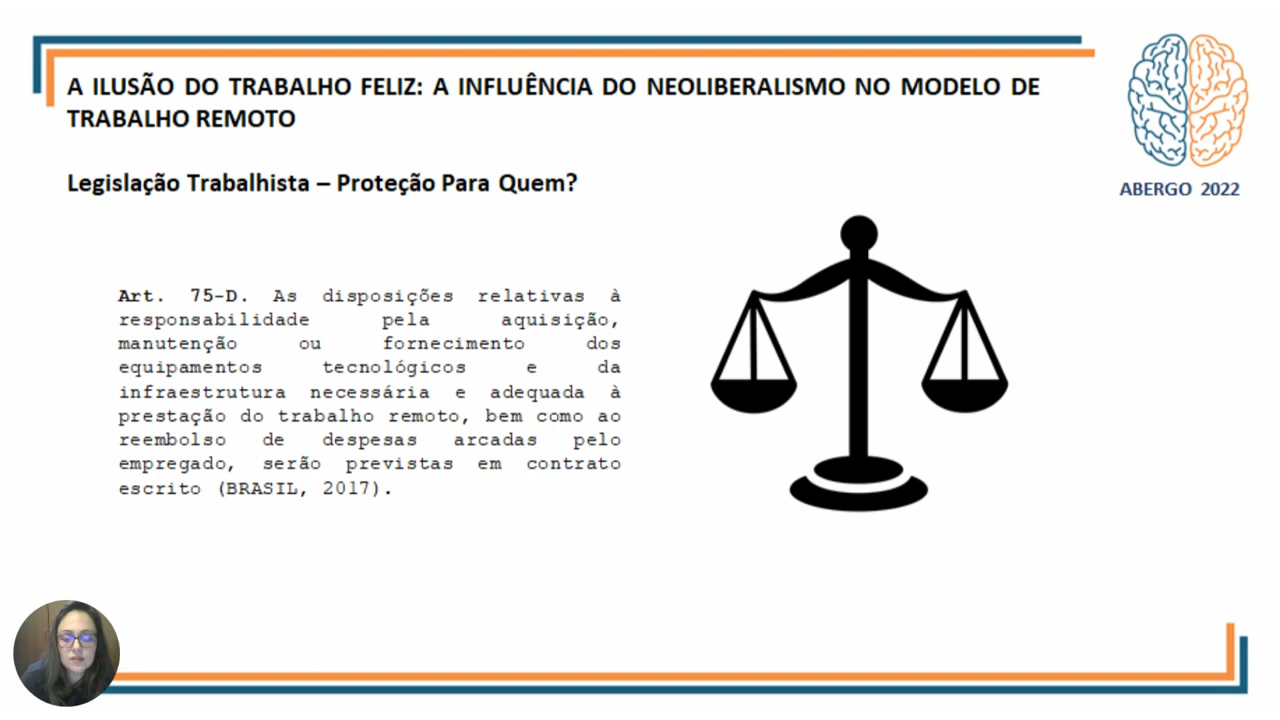 A ILUSÃO DO TRABALHO FELIZ: A INFLUÊNCIA DO NEOLIBERALISMO NO MODELO DE
TRABALHO REMOTO
Legislação Trabalhista – Proteção Para Quem?
ABERGO 2022
Art. 75-D. As disposições relativas à
responsabilidade pela aquisição,
manutenção ou fornecimento dos
equipamentos tecnológicos e da
infraestrutura necessária e adequada à
prestação do trabalho remoto, bem como ao
reembolso de despesas arcadas pelo
empregado, serão previstas em contrato
escrito (BRASIL, 2017).